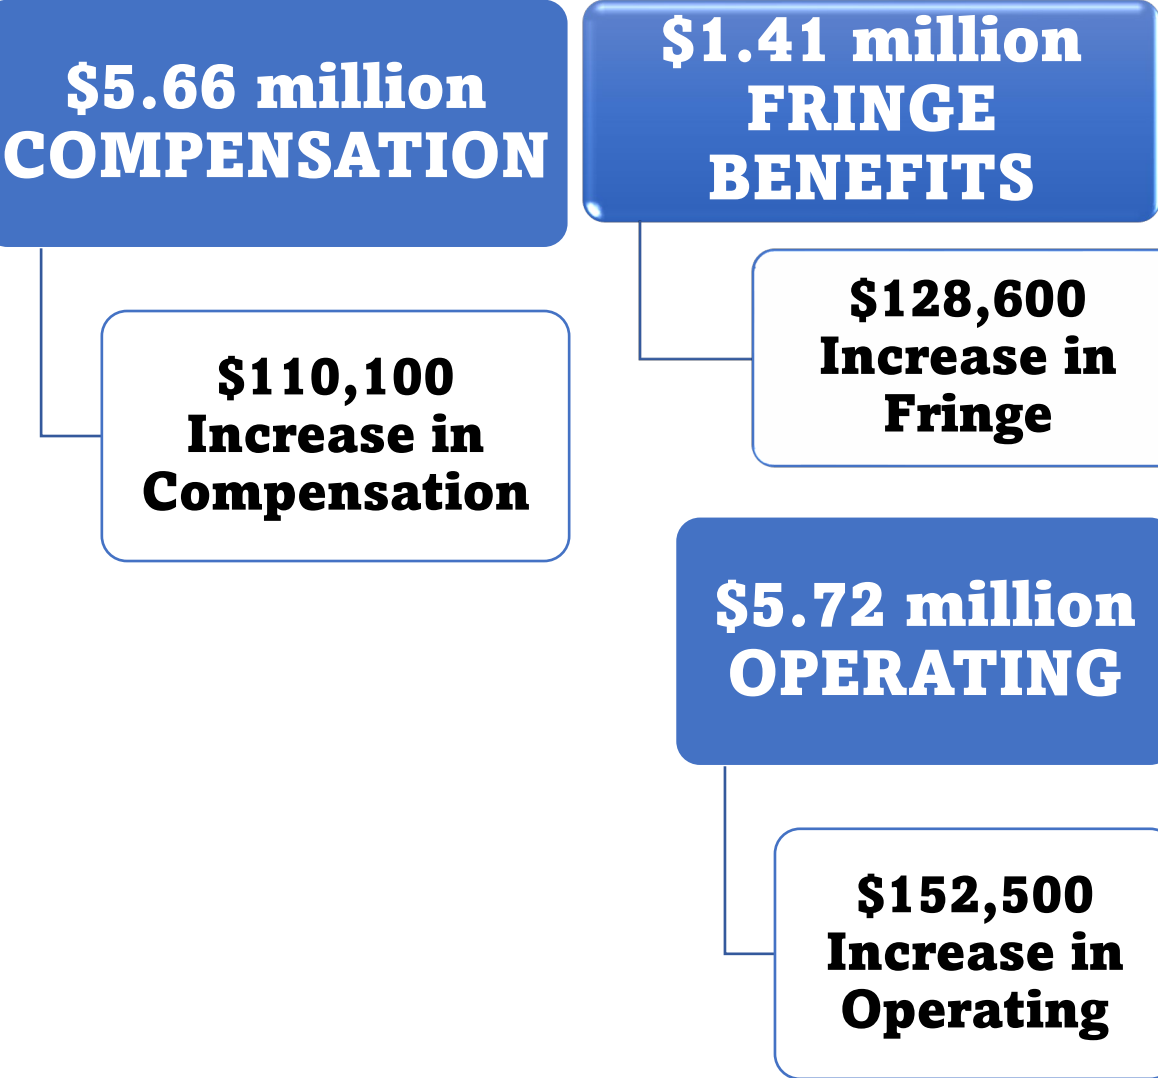 $5.66 million
COMPENSATION
$110,100
Increase in
Compensation
$1.41 million
FRINGE
BENEFITS
$128,600
Increase in
Fringe
$5.72 million
OPERATING
$152,500
Increase in
Operating